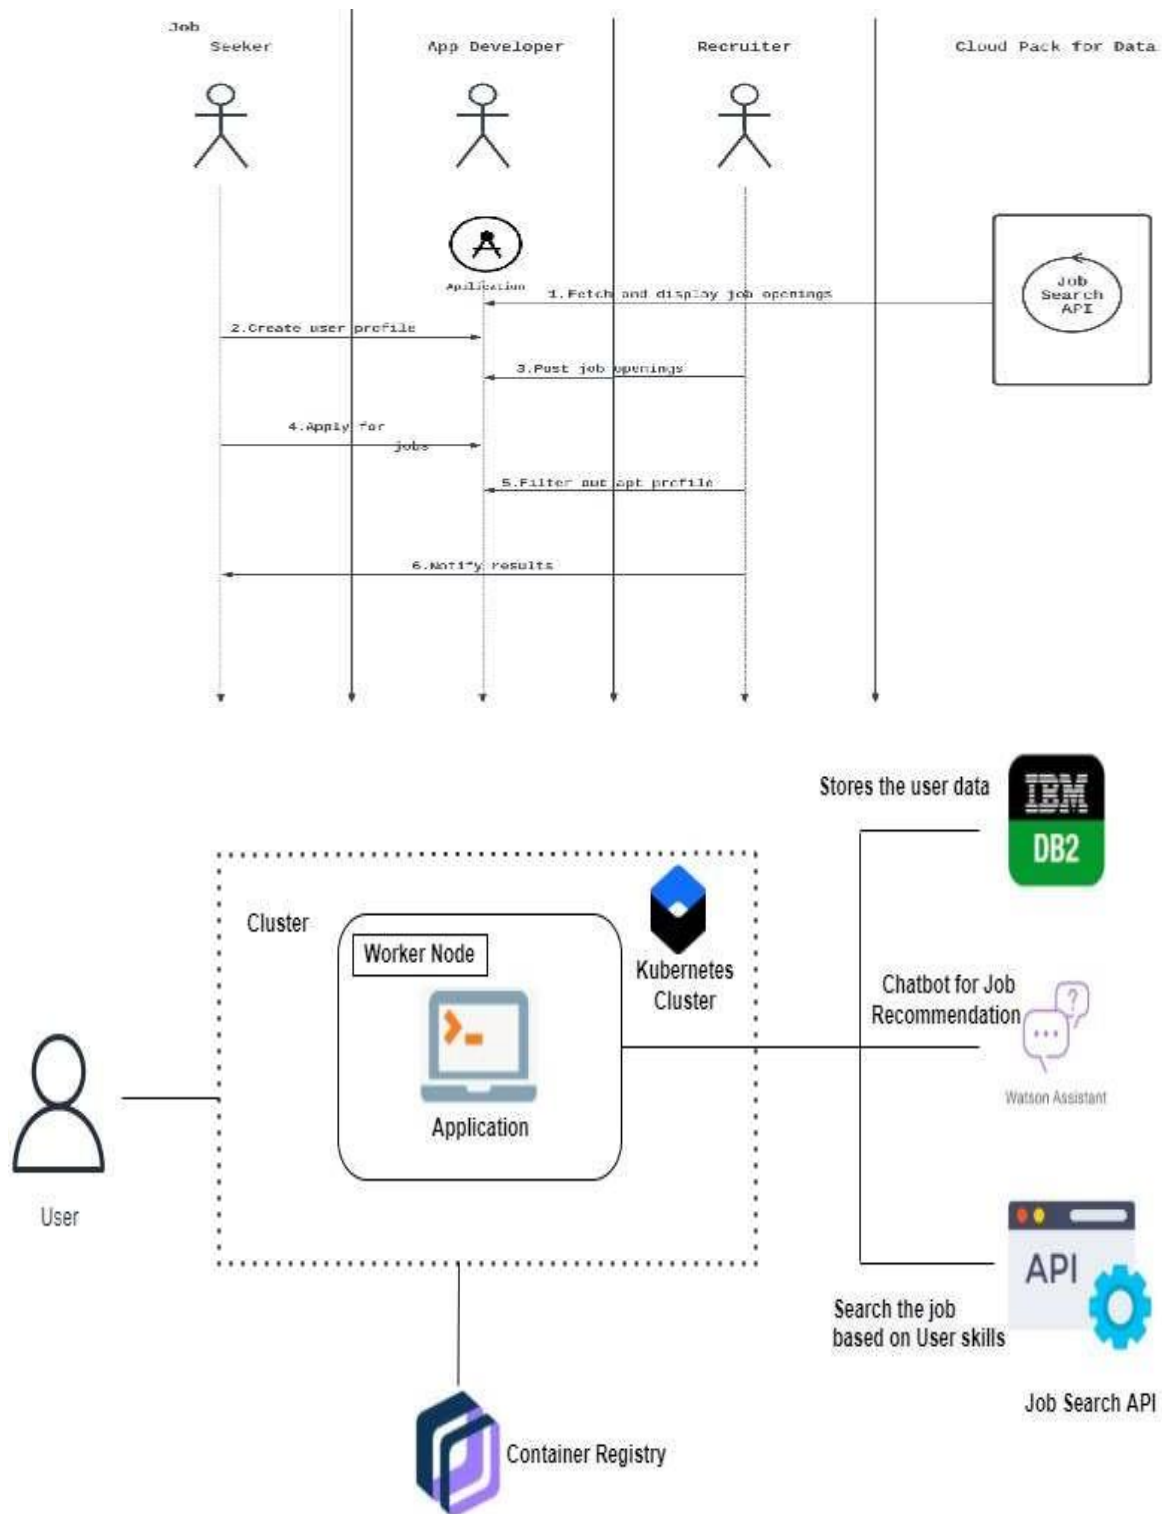 Job
Seeker
App Developer
Recruiter
Cloud Pack for Data
Application
Job
Search
API
1.Fetch and display job openings
2.Create user profile
3.Post job openings
4.Apply for
jobs
5.Filter out apt profile
6.Notify results
Stores the user data
IBM
DB2
Cluster
Worker Node
Kubernetes
Cluster
Application
Chatbot for Job
Recommendation
?
Watson Assistant
User
API
Search the job
based on User skills
Job Search API
Container Registry